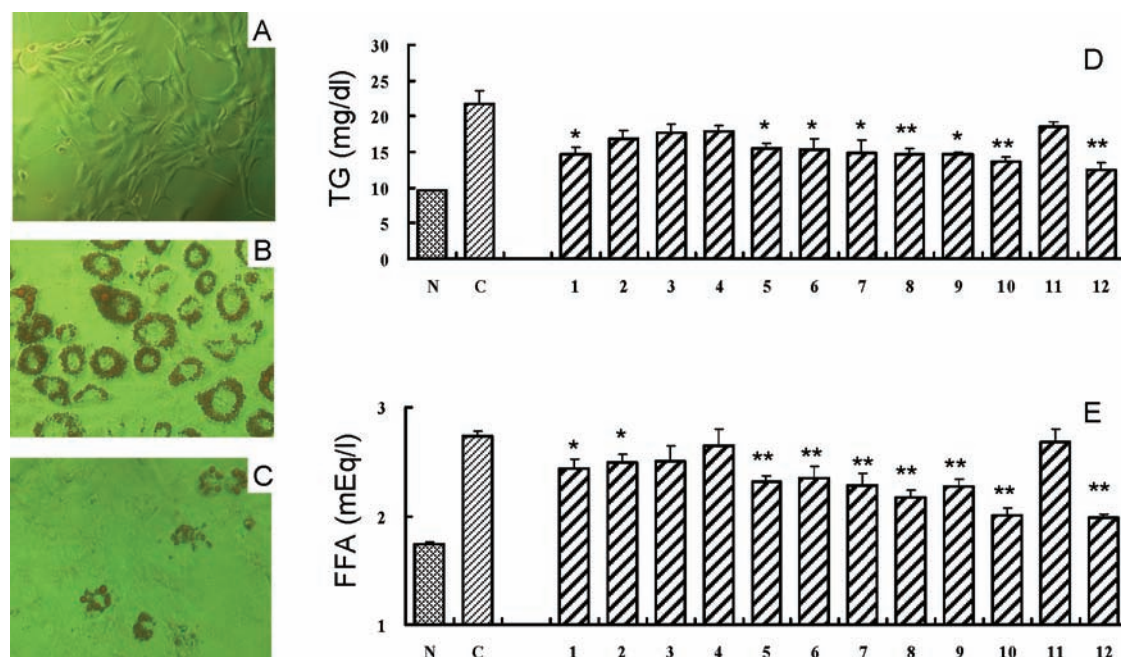 A
B
C
D
TG (mg/dl)
30
25
20
15
10
5
0
* * * * ** * ** **
N C 1 2 3 4 5 6 7 8 9 10 11 12
E
FFA (mEq/l)
3
2
1
* * ** ** ** ** ** ** **
N C 1 2 3 4 5 6 7 8 9 10 11 12